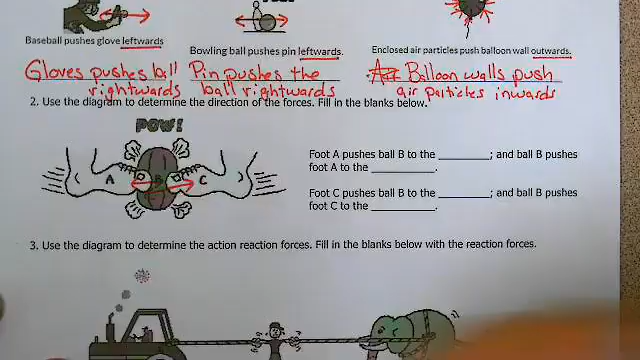 Baseball pushes glove leftwards
Bowling ball pushes pin leftwards.
Enclosed air particles push balloon wall outwards.
Gloves pushes ball
rightwards
Pin pushes the
ball rightwards
Balloon walls push
air particles inwards
2. Use the diagram to determine the direction of the forces. Fill in the blanks below.
POW!
A B C
Foot A pushes ball B to the ________; and ball B pushes
foot A to the __________.
Foot C pushes ball B to the ________; and ball B pushes
foot C to the __________.
3. Use the diagram to determine the action reaction forces. Fill in the blanks below with the reaction forces.